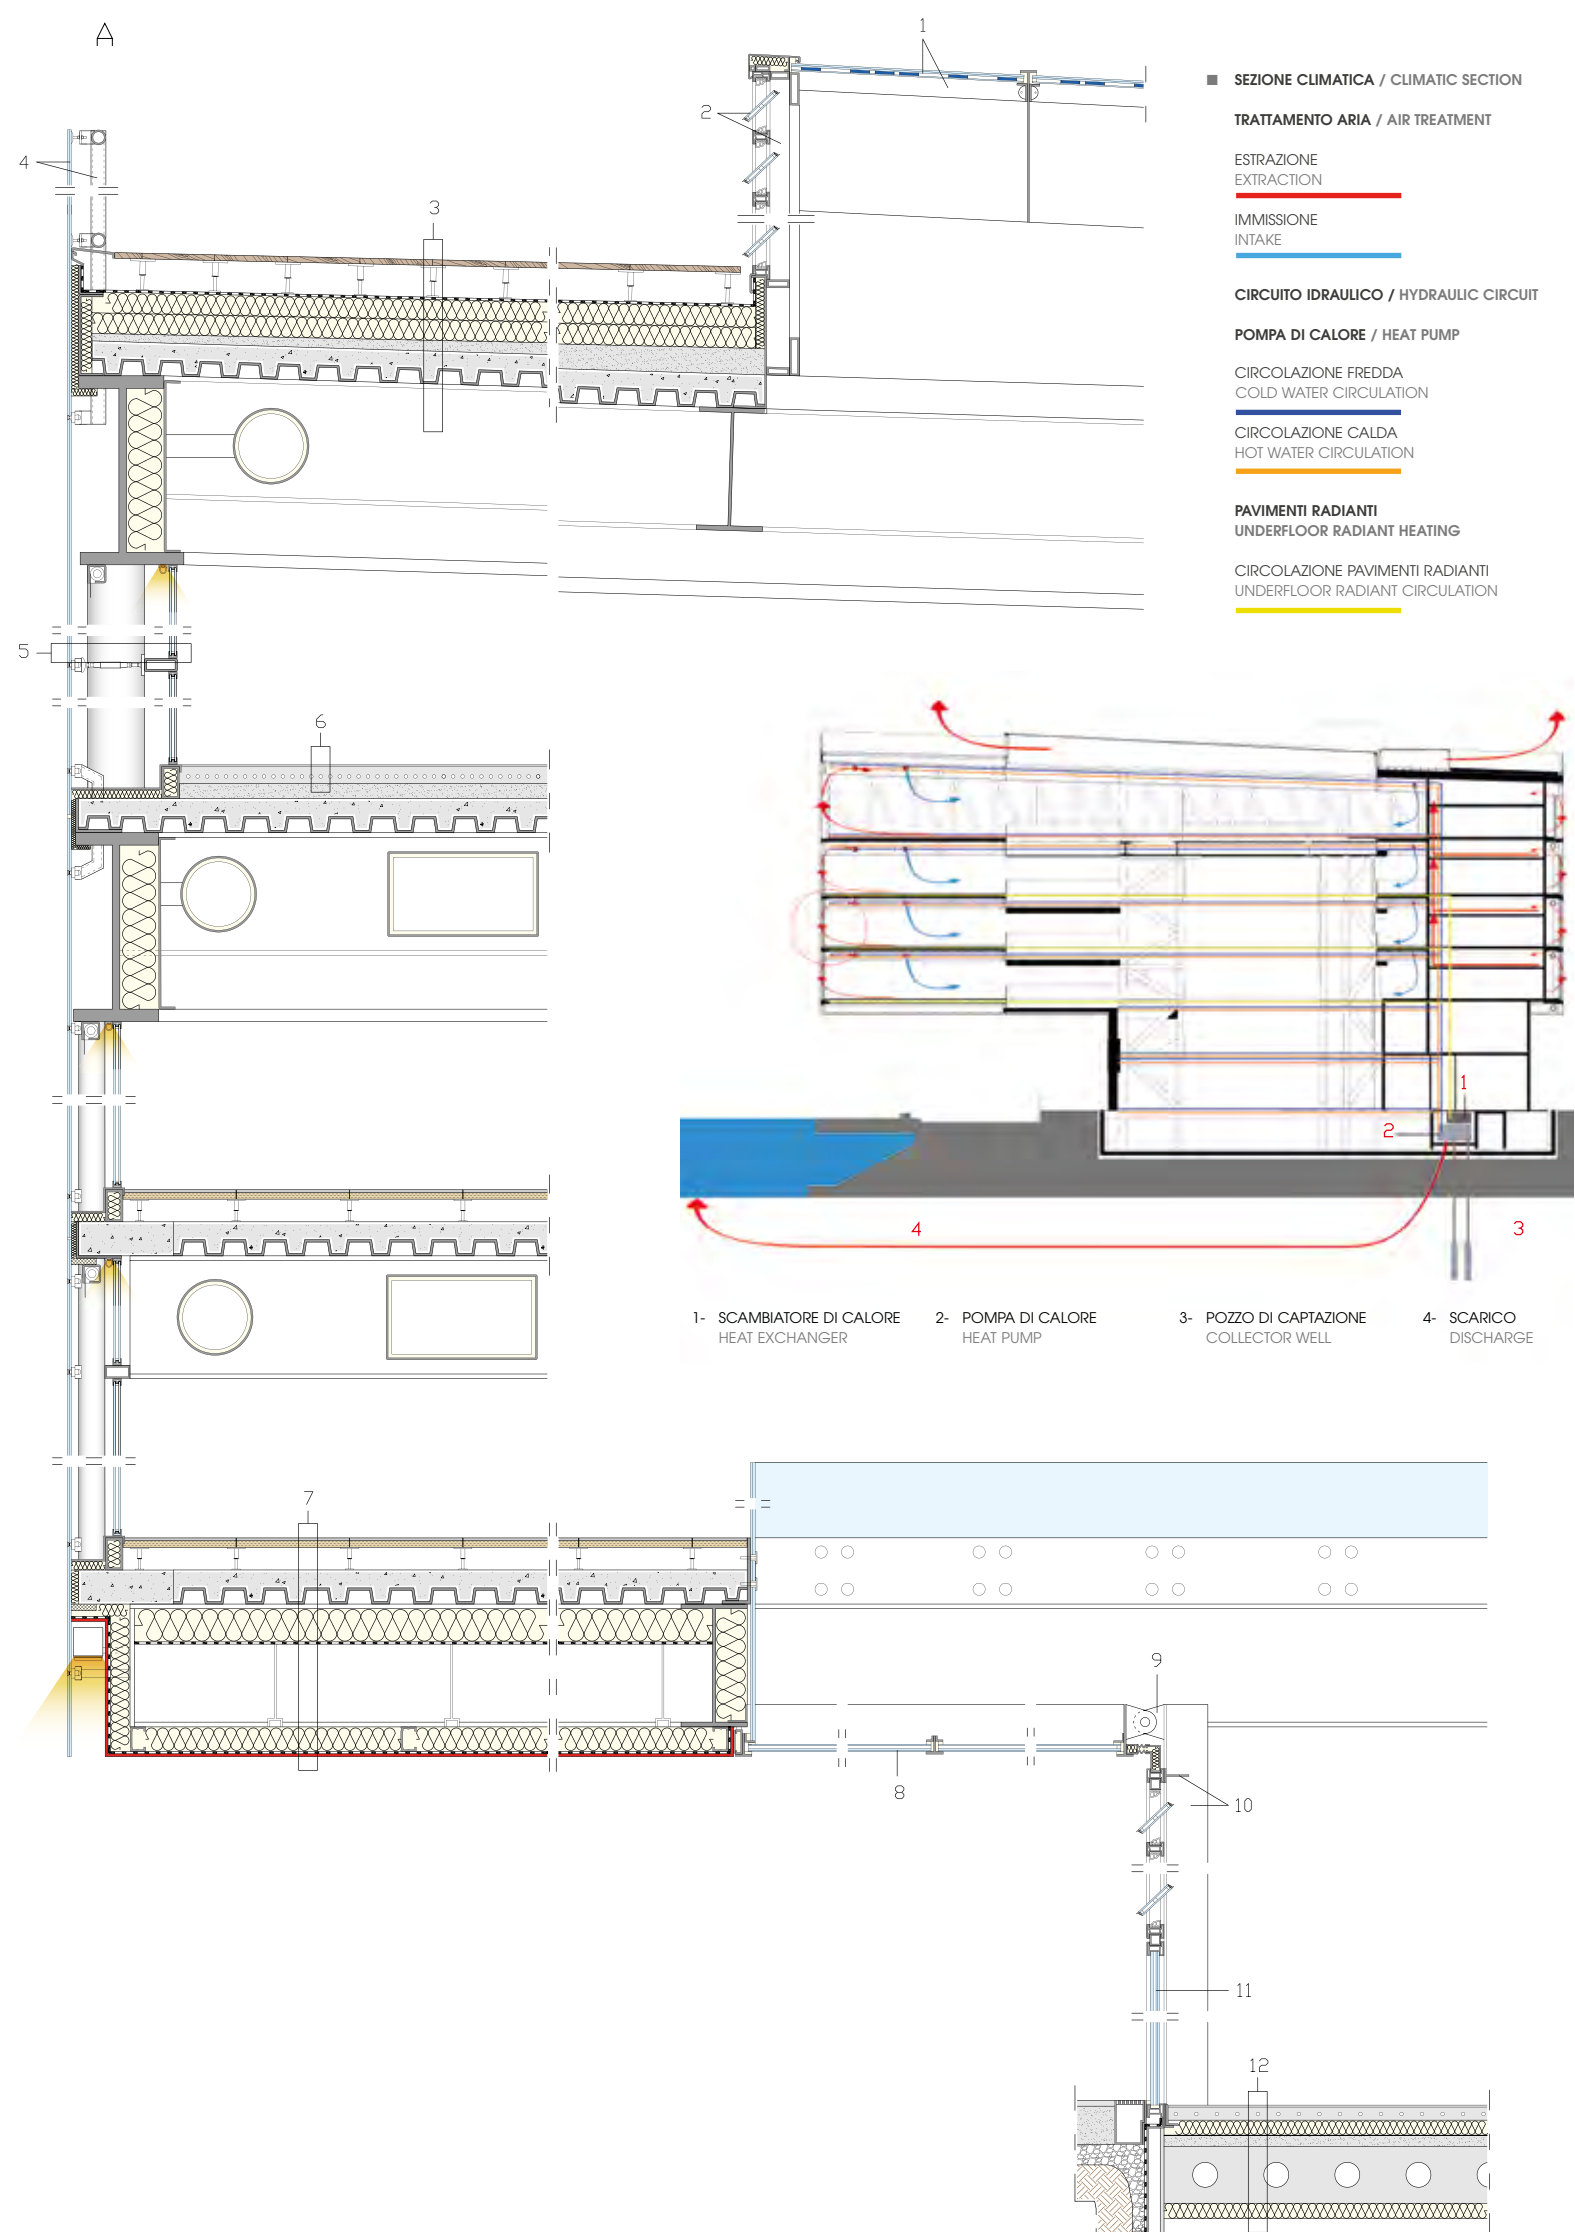 A
1
2
3
4
5
6
7
8
9
10
11
12
SEZIONE CLIMATICA / CLIMATIC SECTION
TRATTAMENTO ARIA / AIR TREATMENT
ESTRAZIONE
EXTRACTION
IMMISSIONE
INTAKE
CIRCUITO IDRAULICO / HYDRAULIC CIRCUIT
POMPA DI CALORE / HEAT PUMP
CIRCOLAZIONE FREDDA
COLD WATER CIRCULATION
CIRCOLAZIONE CALDA
HOT WATER CIRCULATION
PAVIMENTI RADIANTI
UNDERFLOOR RADIANT HEATING
CIRCOLAZIONE PAVIMENTI RADIANTI
UNDERFLOOR RADIANT CIRCULATION
1
2
3
4
1- SCAMBIATORE DI CALORE
HEAT EXCHANGER
2- POMPA DI CALORE
HEAT PUMP
3- POZZO DI CAPTAZIONE
COLLECTOR WELL
4- SCARICO
DISCHARGE